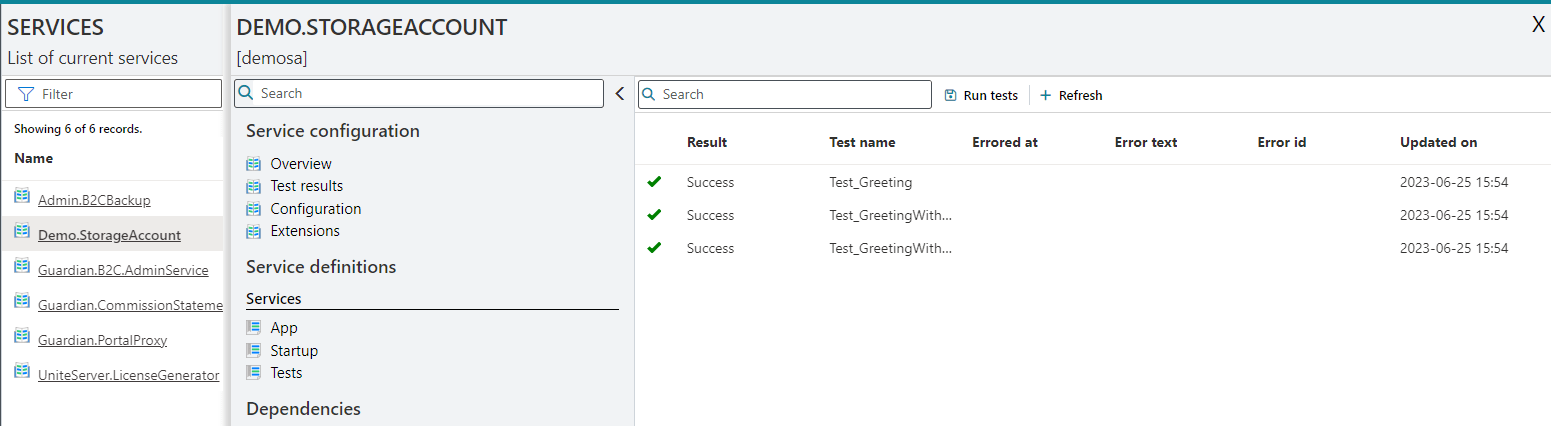 SERVICES
List of current services
Filter
Showing 6 of 6 records.
Name
Admin.B2CBackup
Demo.StorageAccount
Guardian.B2C.AdminService
Guardian.CommissionStateme
Guardian.PortalProxy
UniteServer.LicenseGenerator
DEMO.STORAGEACCOUNT
X
[demosa]
Search
Service configuration
Overview
Test results
Configuration
Extensions
Service definitions
Services
App
Startup
Tests
Dependencies
Search Run tests + Refresh
Result Test name Errored at Error text Error id Updated on
Success Test_Greeting 2023-06-25 15:54
Success Test_GreetingWith... 2023-06-25 15:54
Success Test_GreetingWith... 2023-06-25 15:54